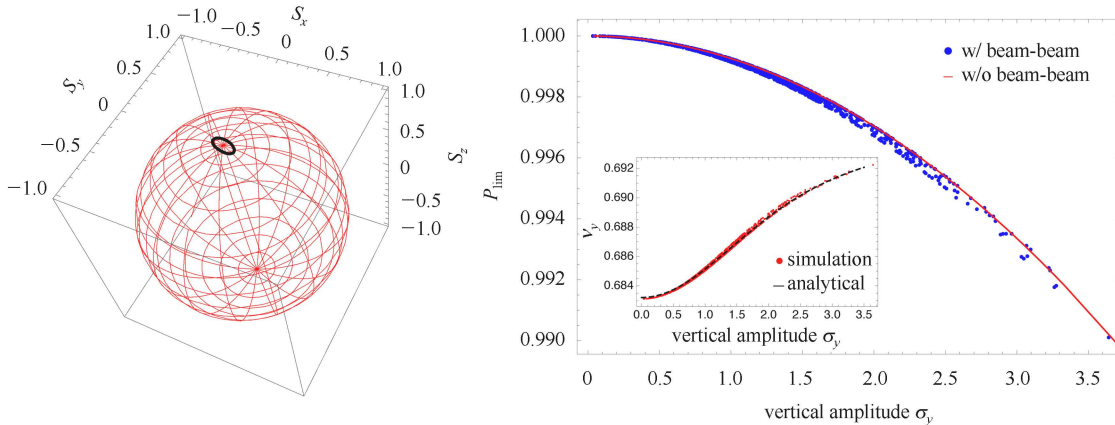 S_x
−1.0
−0.5
0
0.5
1.0
S_y
1.0
0.5
0
−0.5
−1.0
1.0
0.5
0
−0.5
−1.0
S_z
1.000
0.998
0.996
0.994
0.992
0.990
P_lim
w/ beam-beam
w/o beam-beam
0.692
0.690
0.688
0.686
0.684
ν_y
simulation
analytical
0.0 0.5 1.0 1.5 2.0 2.5 3.0 3.5
vertical amplitude σ_y
0 0.5 1.0 1.5 2.0 2.5 3.0 3.5
vertical amplitude σ_y